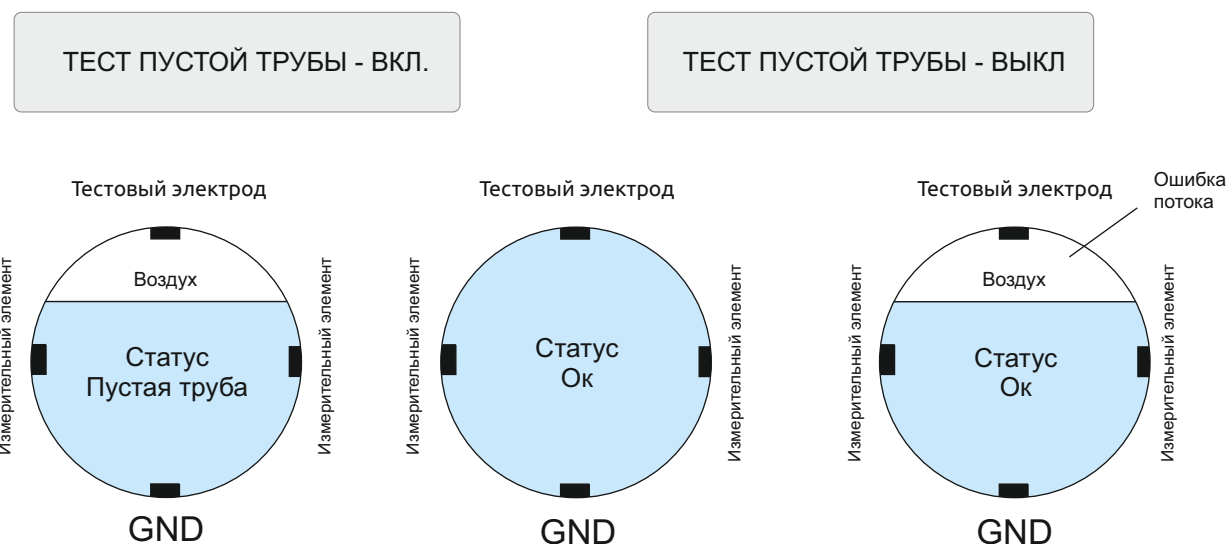 ТЕСТ ПУСТОЙ ТРУБЫ - ВКЛ.
ТЕСТ ПУСТОЙ ТРУБЫ - ВЫКЛ
Тестовый электрод
Измерительный элемент
Воздух
Статус
Пустая труба
Измерительный элемент
GND
Тестовый электрод
Измерительный элемент
Статус
Ок
Измерительный элемент
GND
Тестовый электрод
Ошибка
потока
Измерительный элемент
Воздух
Статус
Ок
Измерительный элемент
GND